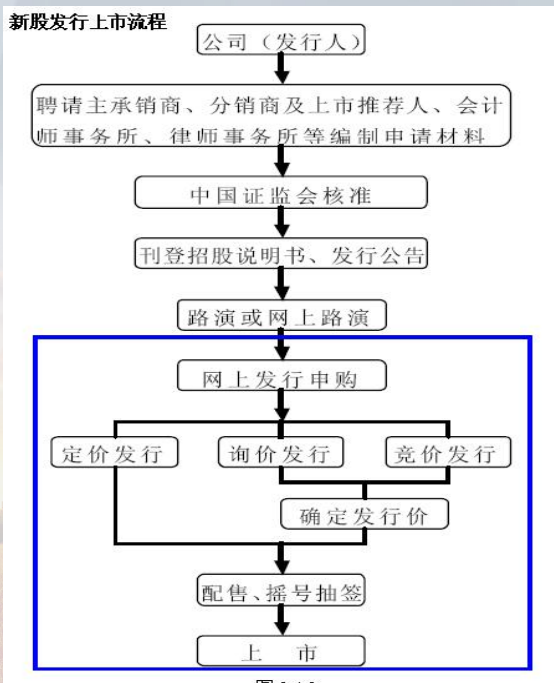 新股发行上市流程
公司（发行人）
聘请主承销商、分销商及上市推荐人、会计
师事务所、律师事务所等编制申请材料
中国证监会核准
刊登招股说明书、发行公告
路演或网上路演
网上发行申购
定价发行
询价发行
竞价发行
确定发行价
配售、摇号抽签
上 市